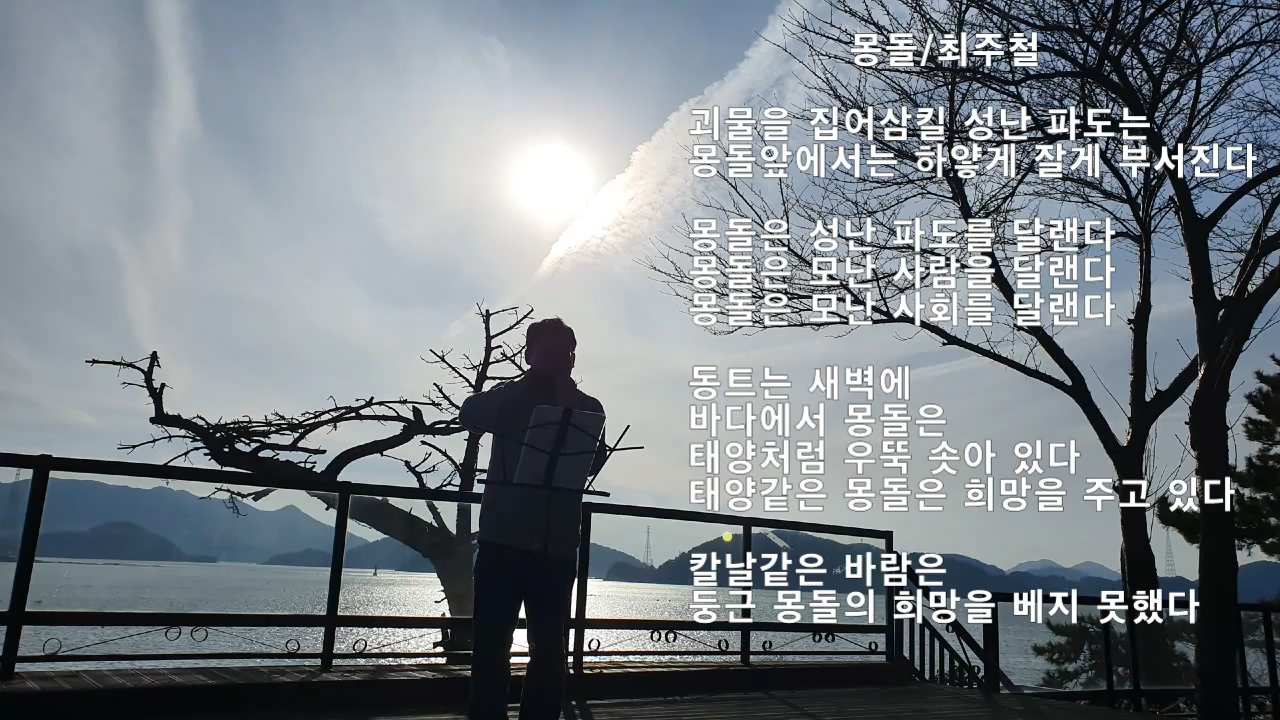 몽돌/최주철
괴물을 집어삼킬 성난 파도는
몽돌앞에서는 하얗게 잘게 부서진다
몽돌은 성난 파도를 달랜다
몽돌은 모난 사람을 달랜다
몽돌은 모난 사회를 달랜다
동트는 새벽에
바다에서 몽돌은
태양처럼 우뚝 솟아 있다
태양같은 몽돌은 희망을 주고 있다
칼날같은 바람은
둥근 몽돌의 희망을 베지 못했다